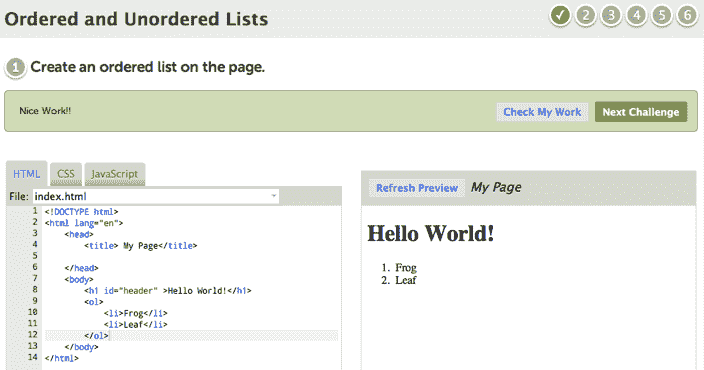 Ordered and Unordered Lists
✓ 2 3 4 5 6
1 Create an ordered list on the page.
Nice Work!! Check My Work Next Challenge
HTML CSS JavaScript
File: index.html
1 <!DOCTYPE html>
2 <html lang="en">
3 <head>
4 <title> My Page</title>
5
6 </head>
7 <body>
8 <h1 id="header" >Hello World!</h1>
9 <ol>
10 <li>Frog</li>
11 <li>Leaf</li>
12 </ol>
13 </body>
14 </html>
Refresh Preview My Page
Hello World!
1. Frog
2. Leaf